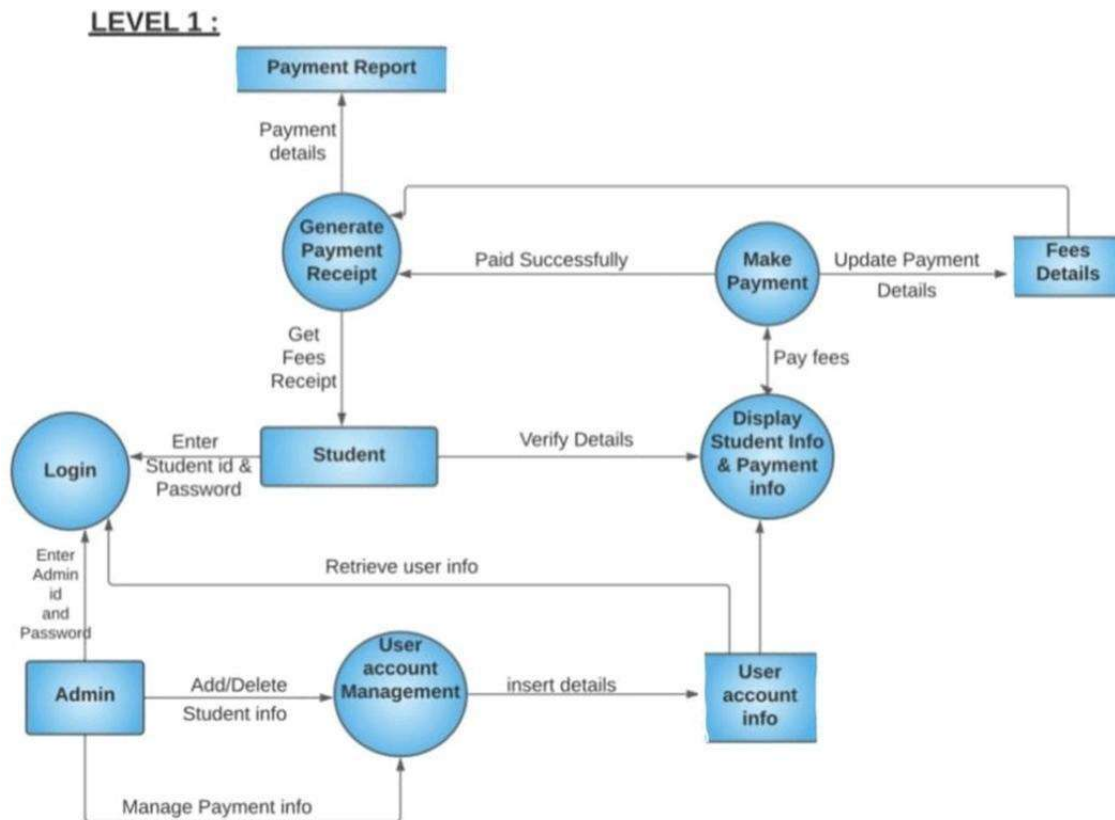 LEVEL 1 :
Payment Report
Payment
details
Generate
Payment
Receipt
Paid Successfully
Make
Payment
Update Payment
Details
Fees
Details
Get
Fees
Receipt
Pay fees
Login
Enter
Student id &
Password
Student
Verify Details
Display
Student Info
& Payment
info
Enter
Admin
id
and
Password
Retrieve user info
Admin
Add/Delete
Student info
User
account
Management
insert details
User
account
info
Manage Payment info